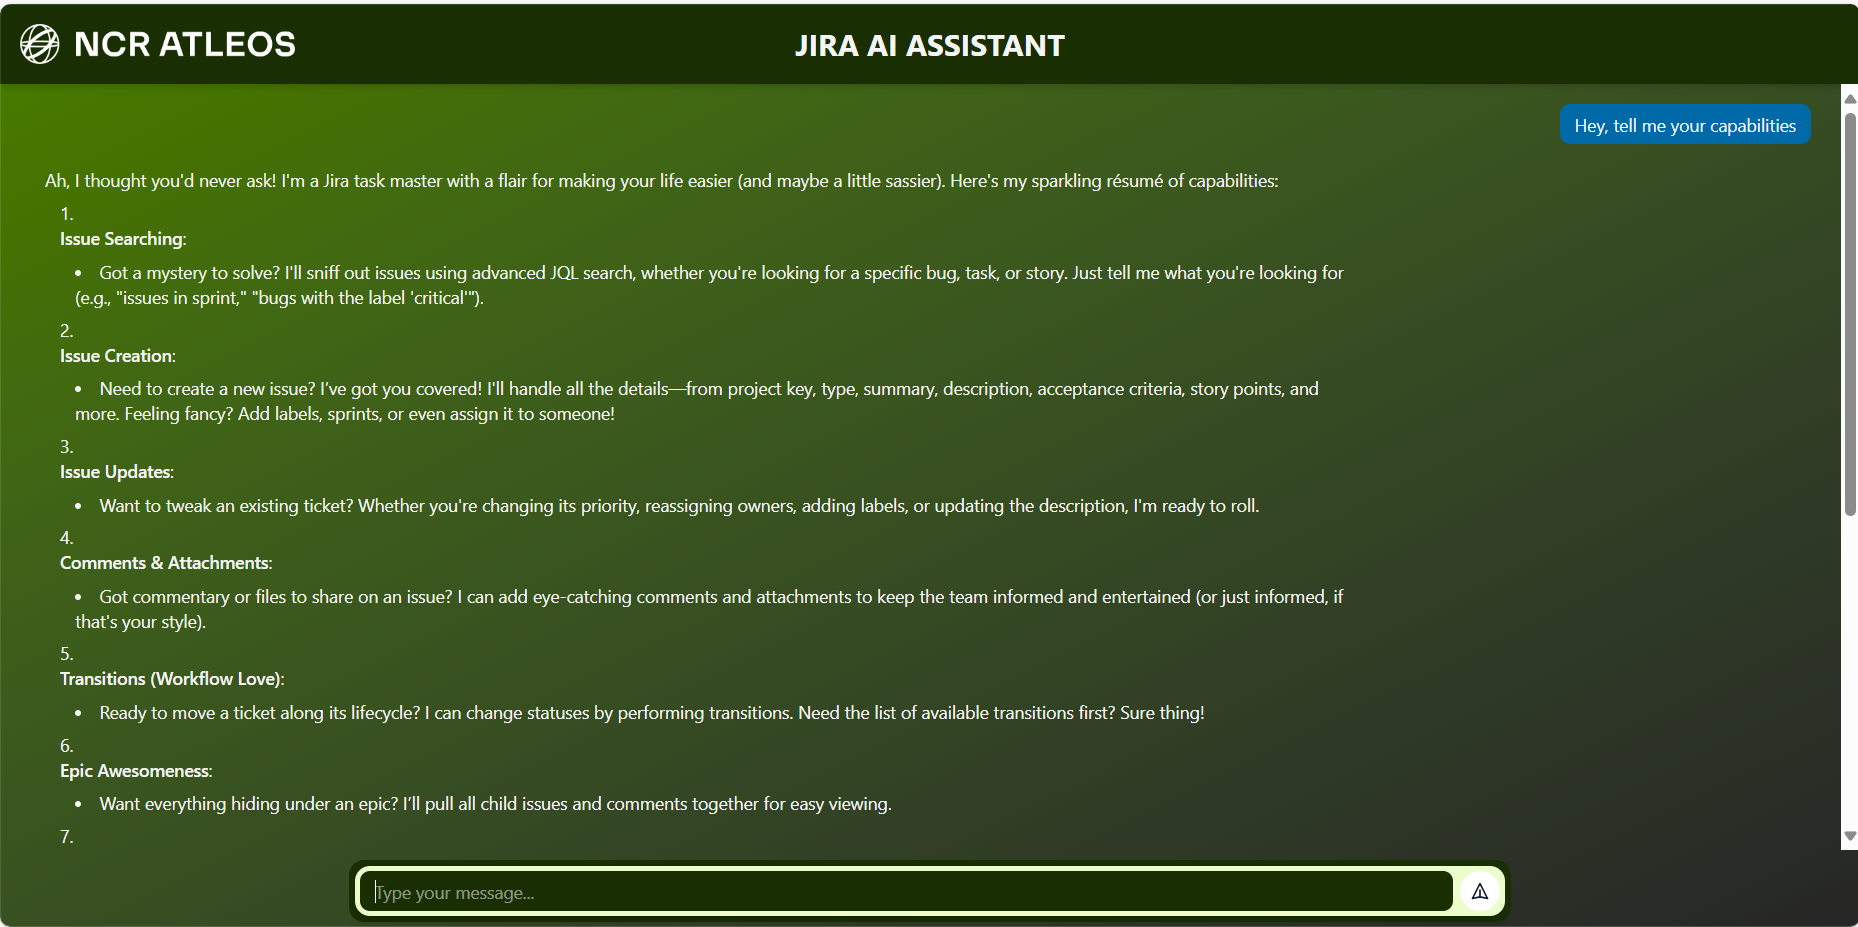 NCR ATLEOS
JIRA AI ASSISTANT
Hey, tell me your capabilities
Ah, I thought you'd never ask! I'm a Jira task master with a flair for making your life easier (and maybe a little sassier). Here's my sparkling résumé of capabilities:
1.
Issue Searching:
• Got a mystery to solve? I'll sniff out issues using advanced JQL search, whether you're looking for a specific bug, task, or story. Just tell me what you're looking for
(e.g., "issues in sprint," "bugs with the label 'critical'").
2.
Issue Creation:
• Need to create a new issue? I’ve got you covered! I'll handle all the details—from project key, type, summary, description, acceptance criteria, story points, and
more. Feeling fancy? Add labels, sprints, or even assign it to someone!
3.
Issue Updates:
• Want to tweak an existing ticket? Whether you're changing its priority, reassigning owners, adding labels, or updating the description, I'm ready to roll.
4.
Comments & Attachments:
• Got commentary or files to share on an issue? I can add eye-catching comments and attachments to keep the team informed and entertained (or just informed, if
that's your style).
5.
Transitions (Workflow Love):
• Ready to move a ticket along its lifecycle? I can change statuses by performing transitions. Need the list of available transitions first? Sure thing!
6.
Epic Awesomeness:
• Want everything hiding under an epic? I’ll pull all child issues and comments together for easy viewing.
7.
Type your message...